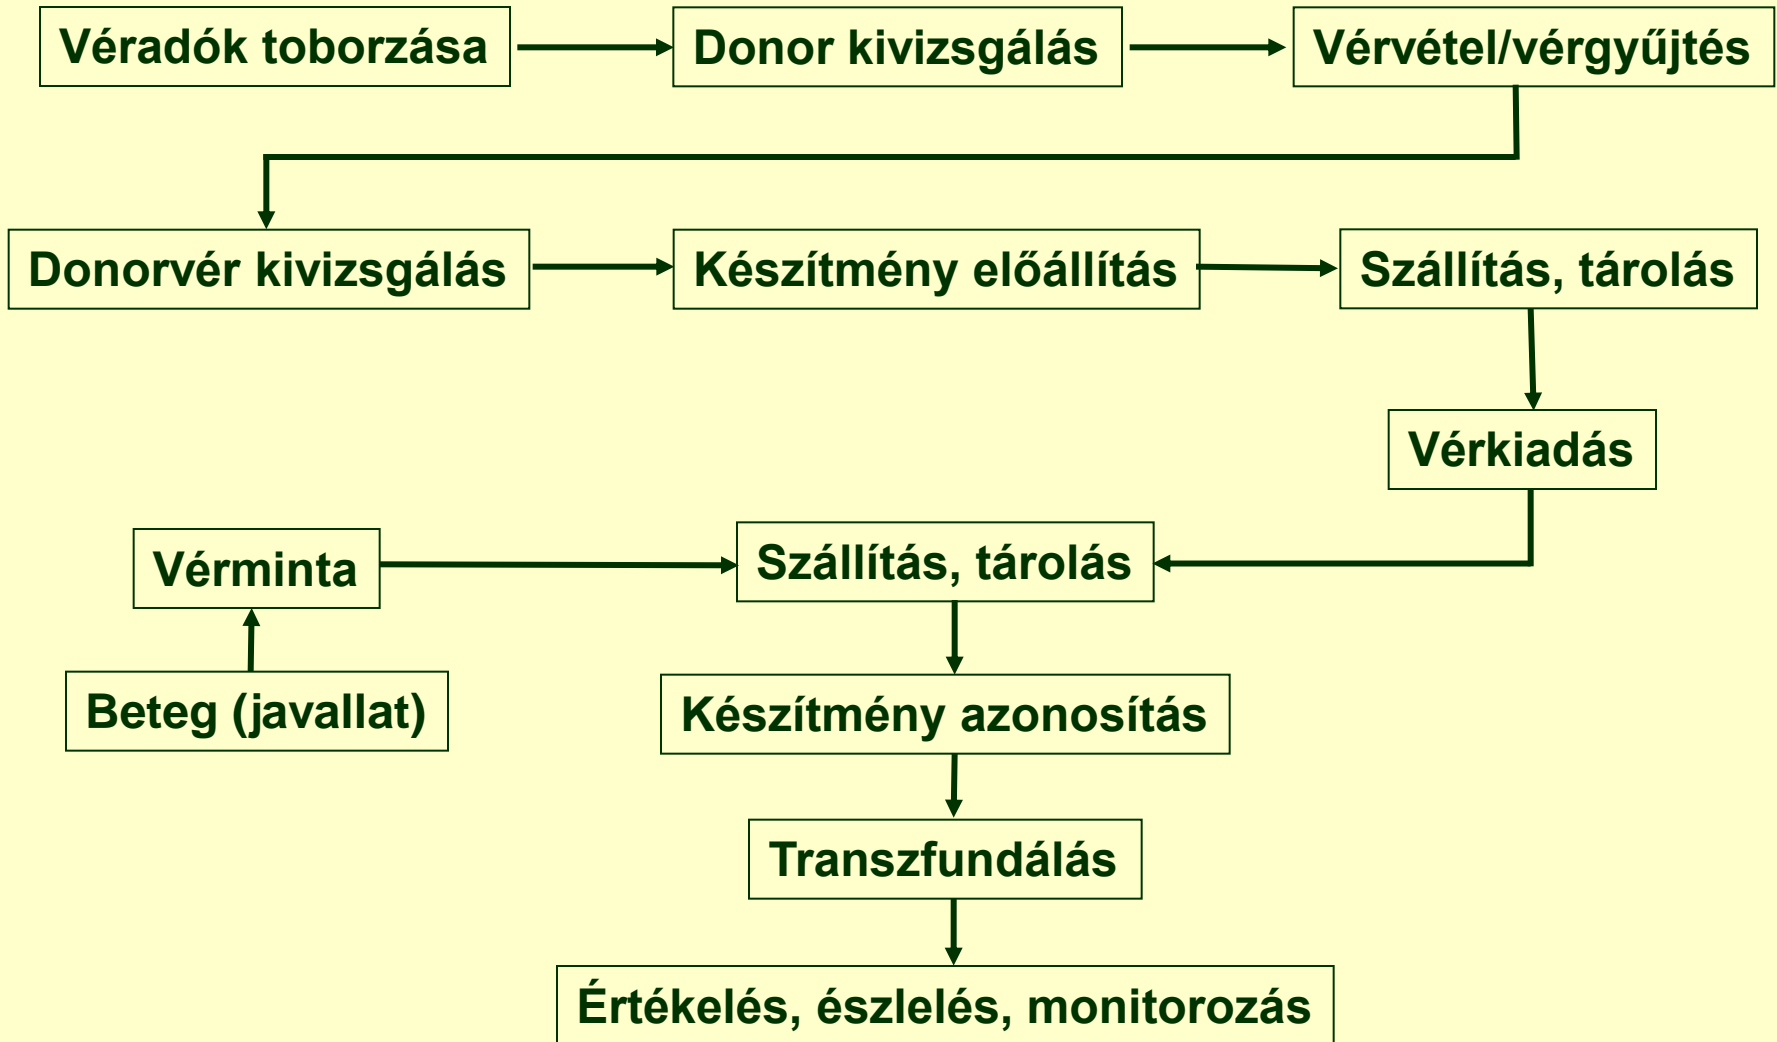 Véradók toborzása
Donor kivizsgálás
Vérvétel/vérgyűjtés
Donorvér kivizsgálás
Készítmény előállítás
Szállítás, tárolás
Vérkiadás
Vérminta
Szállítás, tárolás
Beteg (javallat)
Készítmény azonosítás
Transzfundálás
Értékelés, észlelés, monitorozás